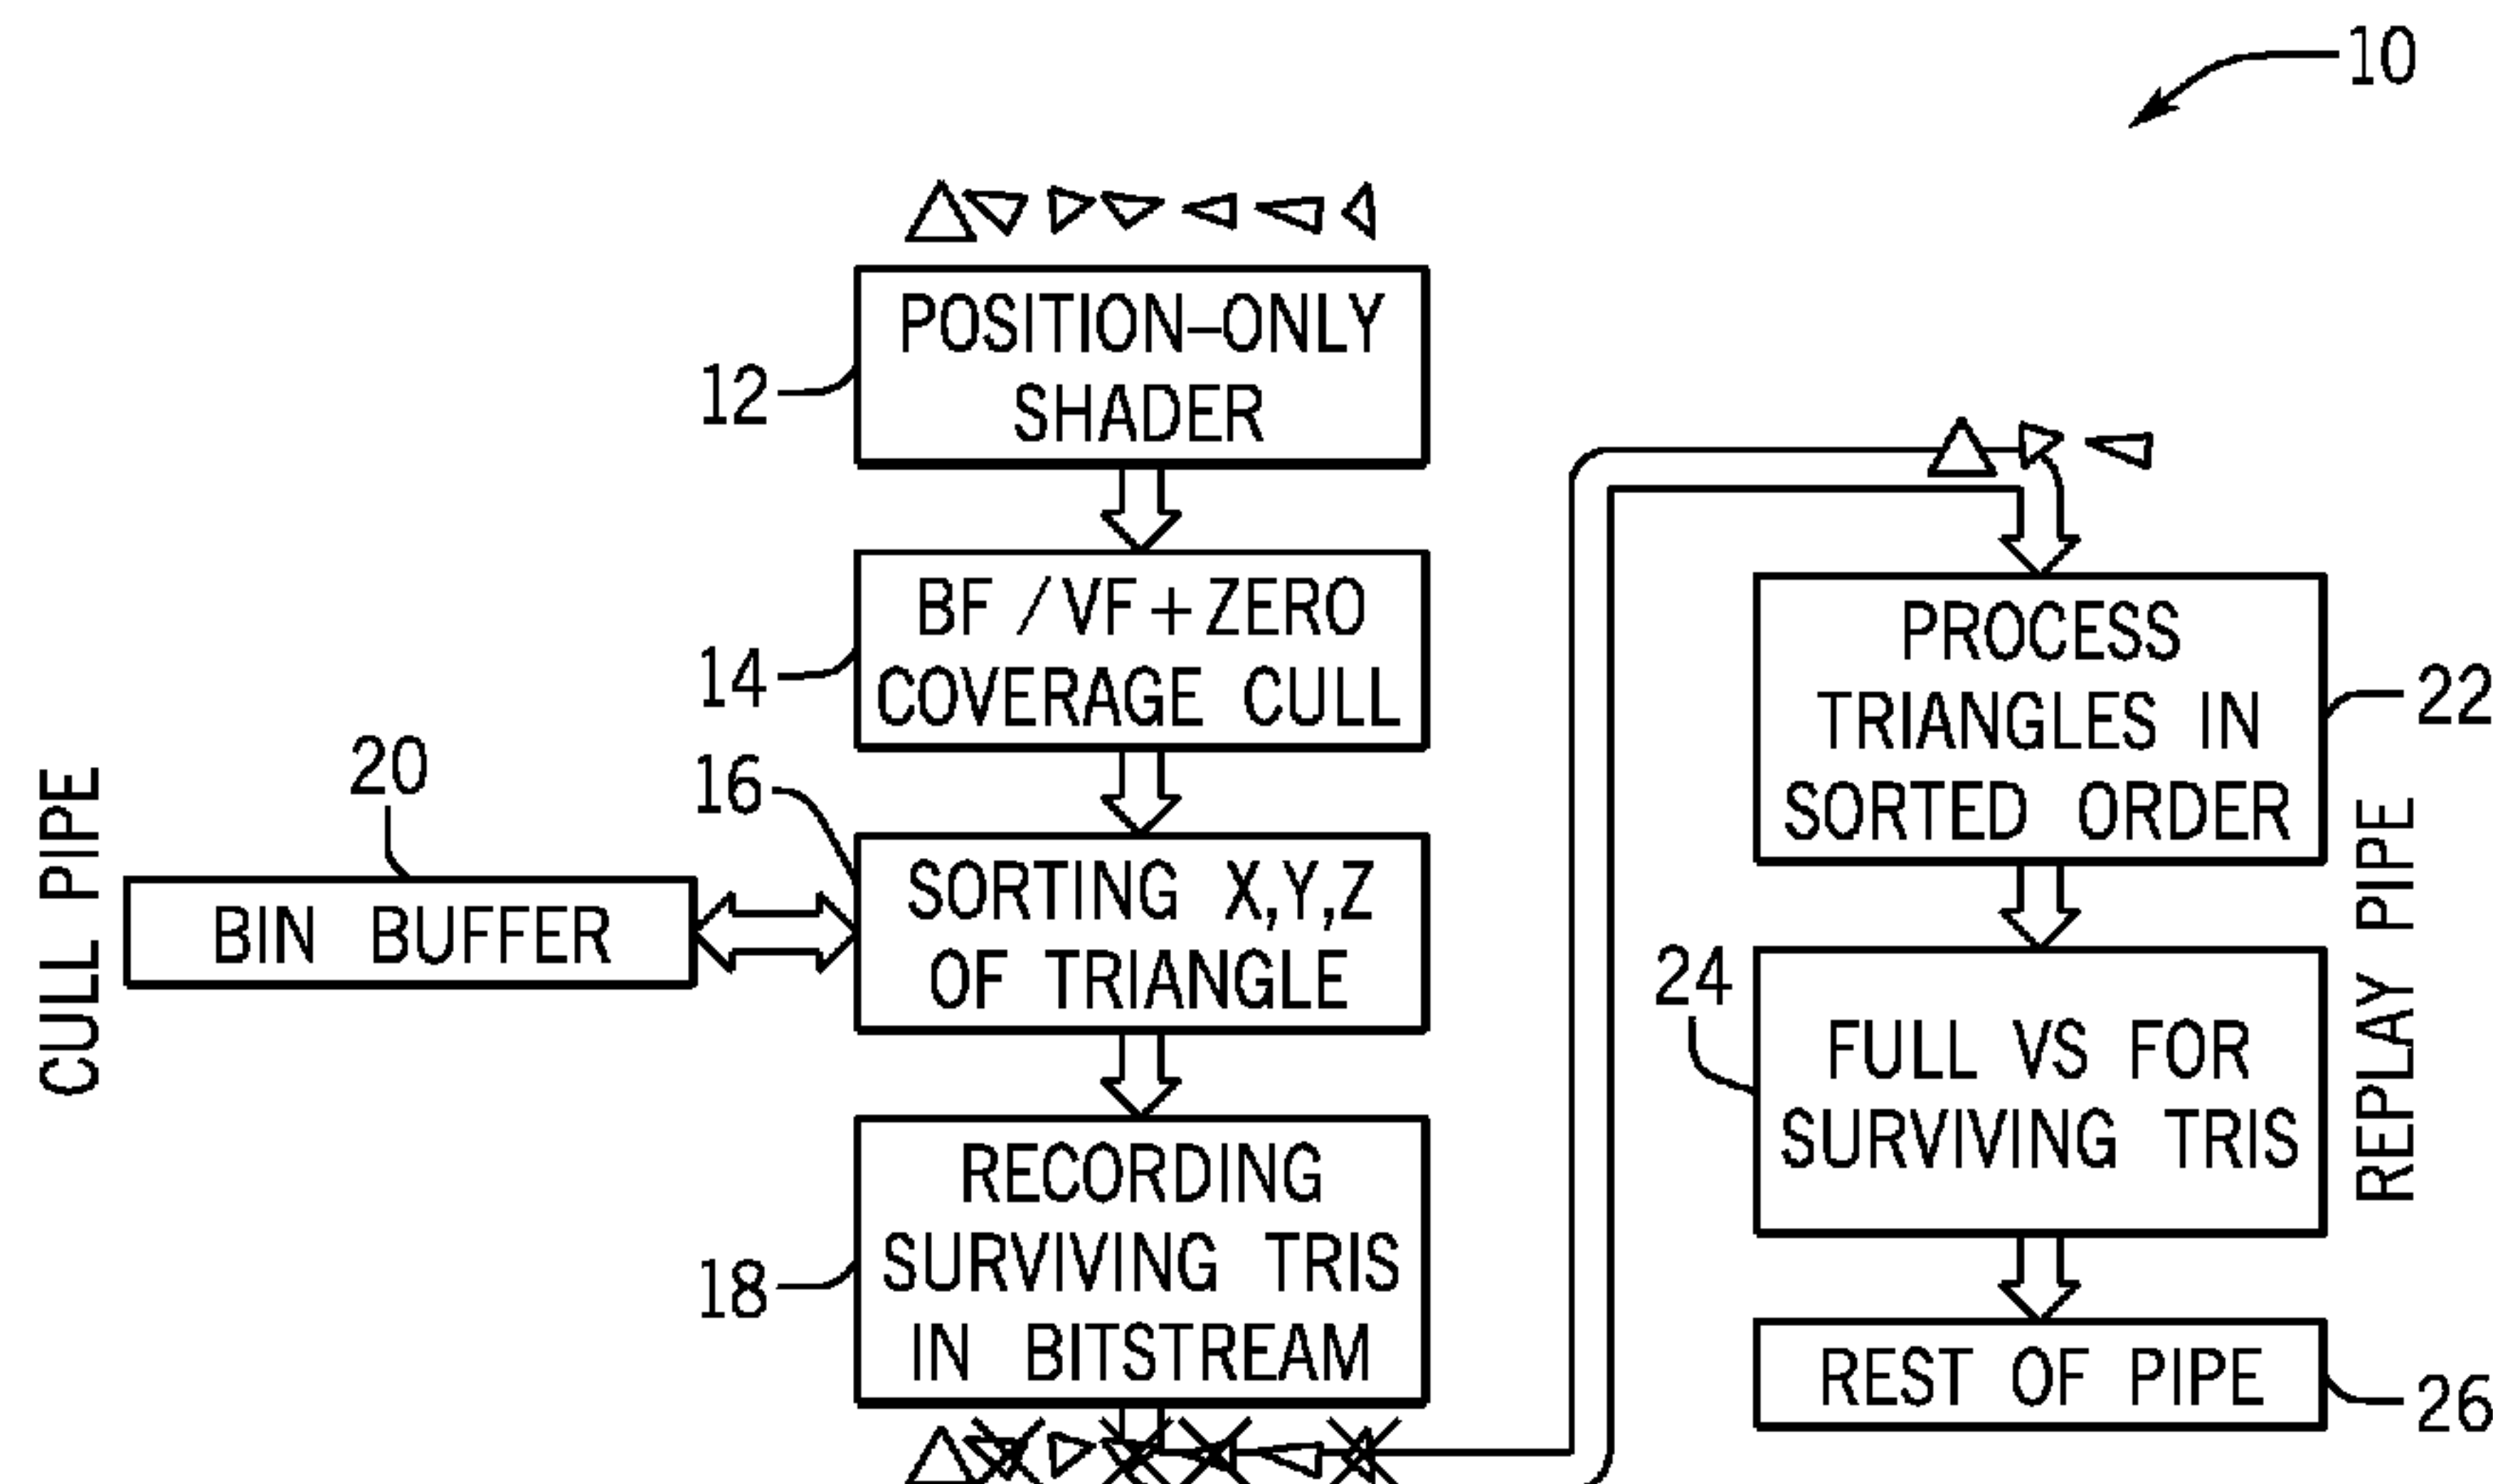 10
POSITION-ONLY
SHADER
12
BF/VF+ZERO
COVERAGE CULL
14
16
SORTING X,Y,Z
OF TRIANGLE
20
BIN BUFFER
CULL PIPE
RECORDING
SURVIVING TRIS
IN BITSTREAM
18
PROCESS
TRIANGLES IN
SORTED ORDER
22
24
FULL VS FOR
SURVIVING TRIS
REPLAY PIPE
REST OF PIPE
26